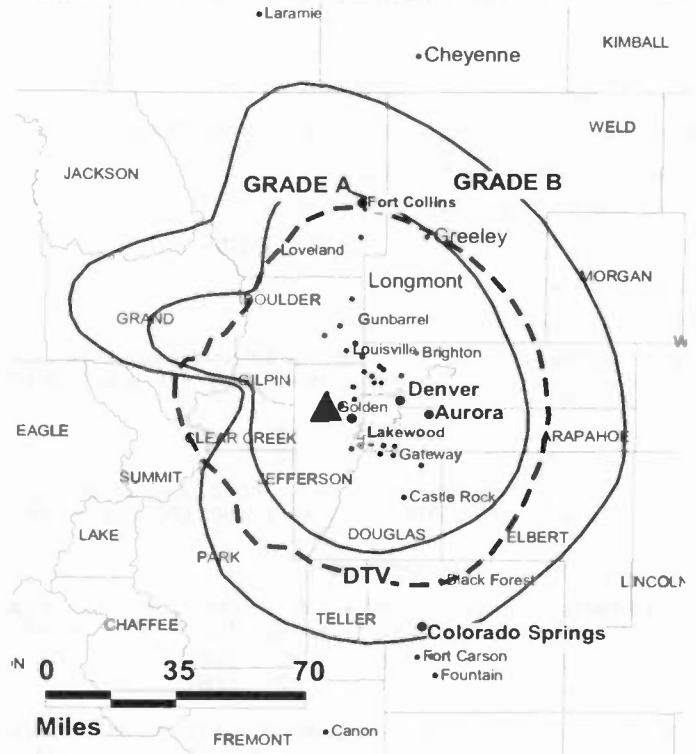 Laramie
Cheyenne
KIMBALL
WELD
JACKSON
GRADE A
GRADE B
Fort Collins
Greeley
Loveland
Longmont
MORGAN
BOULDER
GRAND
Gunbarrel
Louisville
Brighton
GILPIN
Denver
Golden
Aurora
EAGLE
CLEAR CREEK
Lakewood
ARAPAHOE
Gateway
SUMMIT
JEFFERSON
Castle Rock
LAKE
DOUGLAS
ELBERT
PARK
DTV
Black Forest
LINCOLN
TELLER
CHAFFEE
Colorado Springs
Fort Carson
0 35 70
Fountain
Miles
FREMONT
Canon